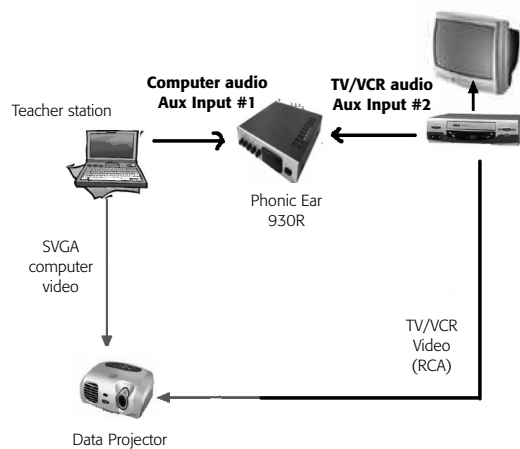 Computer audio
Aux Input #1
TV/VCR audio
Aux Input #2
Teacher station
Phonic Ear
930R
SVGA
computer
video
TV/VCR
Video
(RCA)
Data Projector